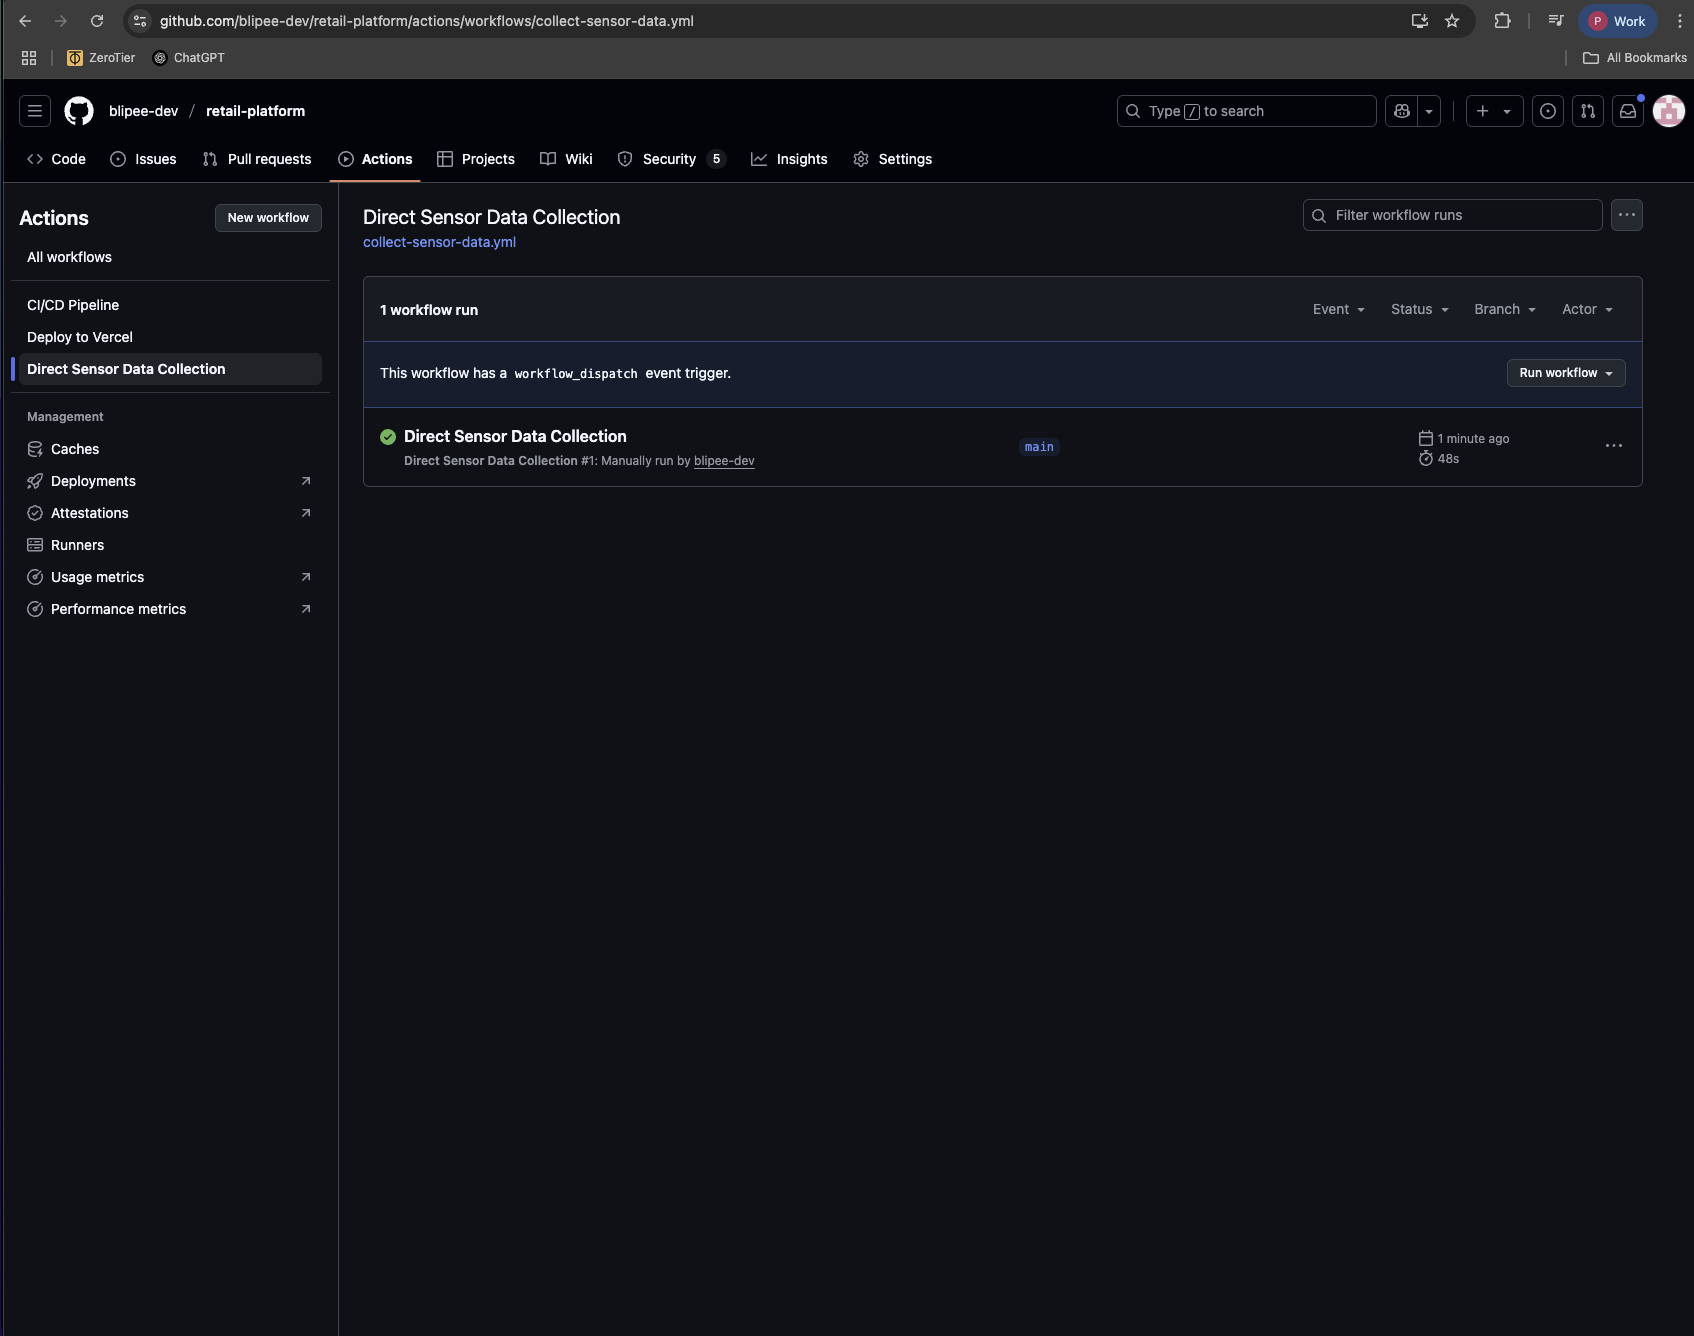 github.com/blipee-dev/retail-platform/actions/workflows/collect-sensor-data.yml
P Work
ZeroTier
ChatGPT
All Bookmarks
blipee-dev / retail-platform
Type / to search
Code
Issues
Pull requests
Actions
Projects
Wiki
Security 5
Insights
Settings
Actions
New workflow
All workflows
CI/CD Pipeline
Deploy to Vercel
Direct Sensor Data Collection
Management
Caches
Deployments
Attestations
Runners
Usage metrics
Performance metrics
Direct Sensor Data Collection
collect-sensor-data.yml
Filter workflow runs
1 workflow run
Event
Status
Branch
Actor
This workflow has a workflow_dispatch event trigger.
Run workflow
Direct Sensor Data Collection
Direct Sensor Data Collection #1: Manually run by blipee-dev
main
1 minute ago
48s